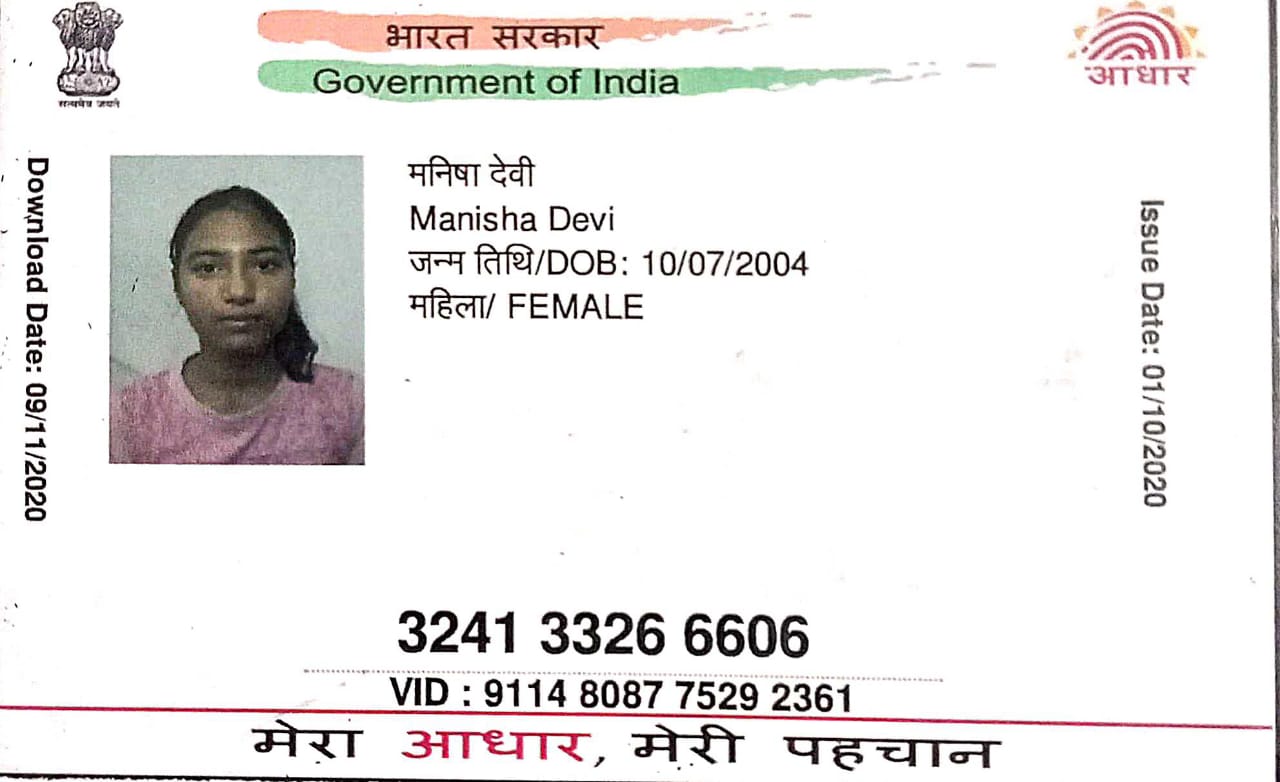 भारत सरकार
Government of India
सत्यमेव जयते
आधार
Download Date: 09/11/2020
मनिषा देवी
Manisha Devi
जन्म तिथि/DOB: 10/07/2004
महिला/ FEMALE
Issue Date: 01/10/2020
3241 3326 6606
VID : 9114 8087 7529 2361
मेरा आधार, मेरी पहचान